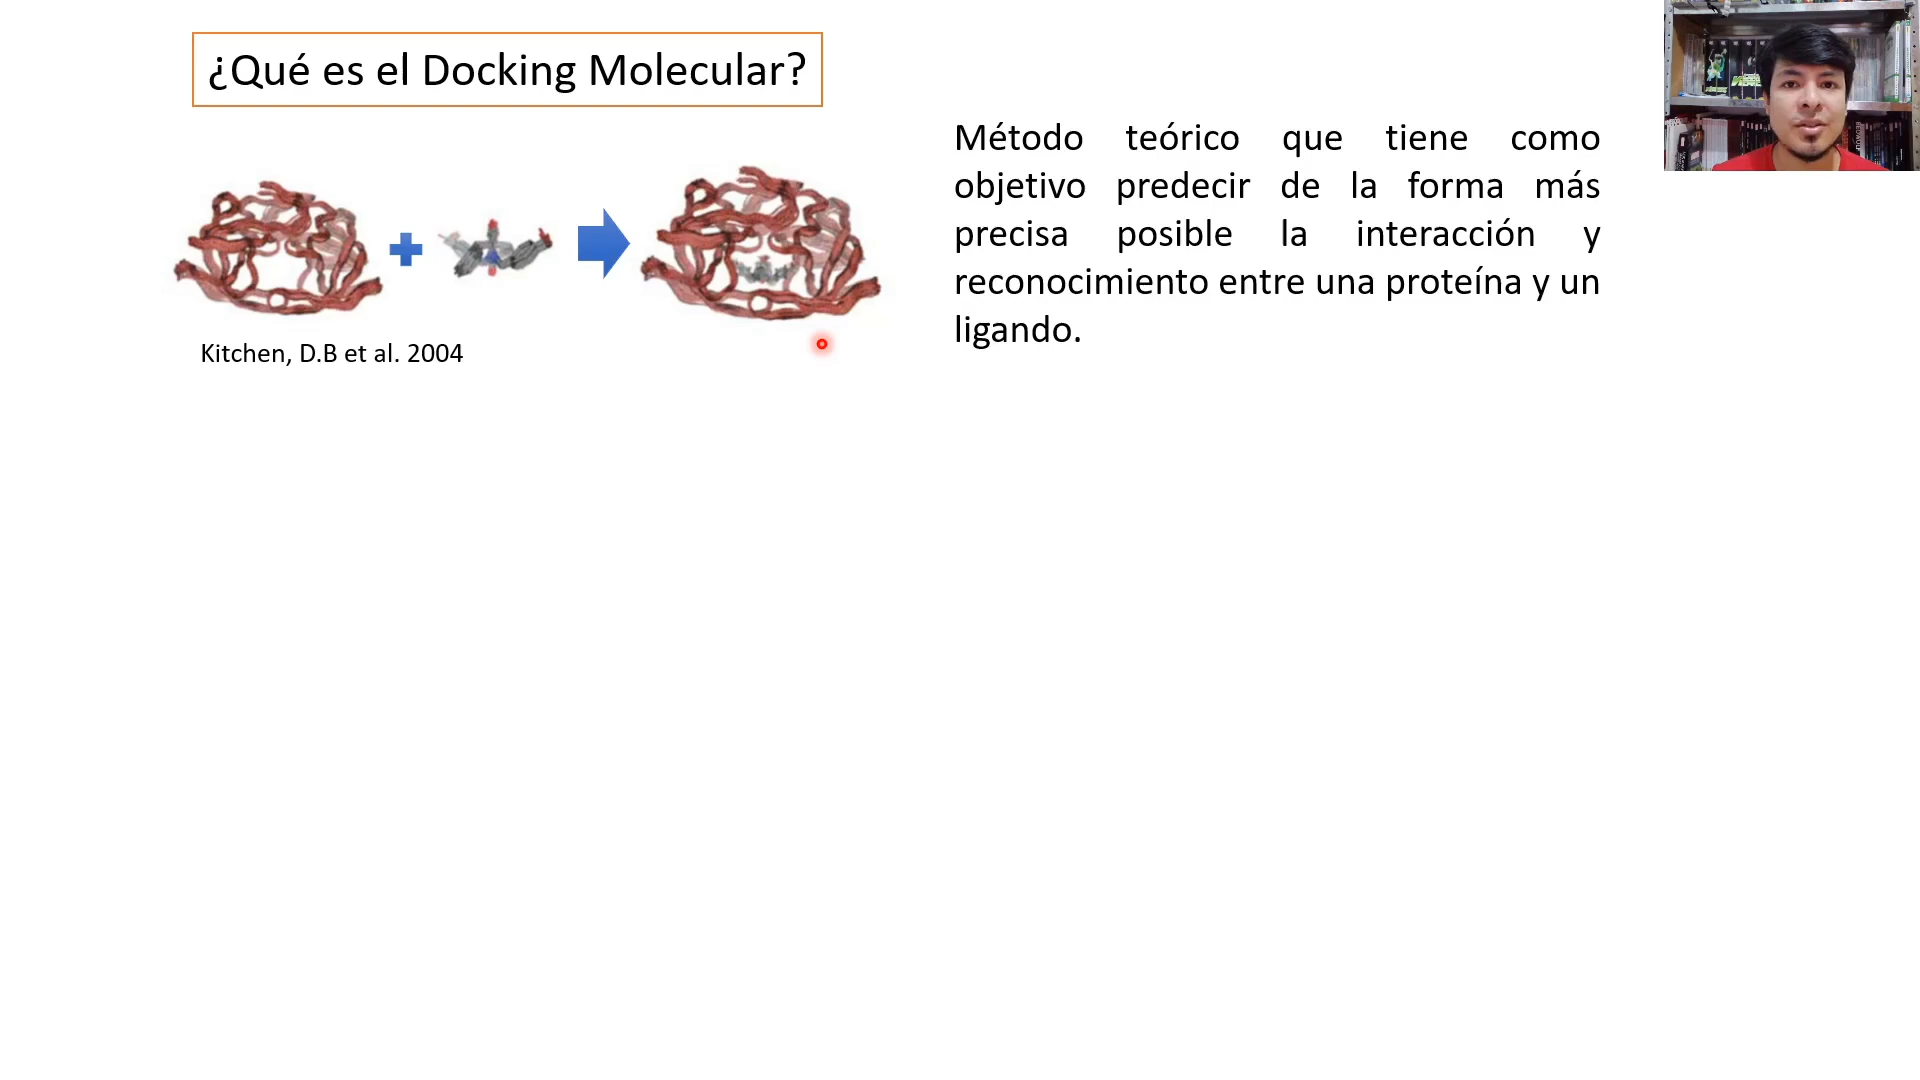 ¿Qué es el Docking Molecular?
Kitchen, D.B et al. 2004
Método teórico que tiene como
objetivo predecir de la forma más
precisa posible la interacción y
reconocimiento entre una proteína y un
ligando.